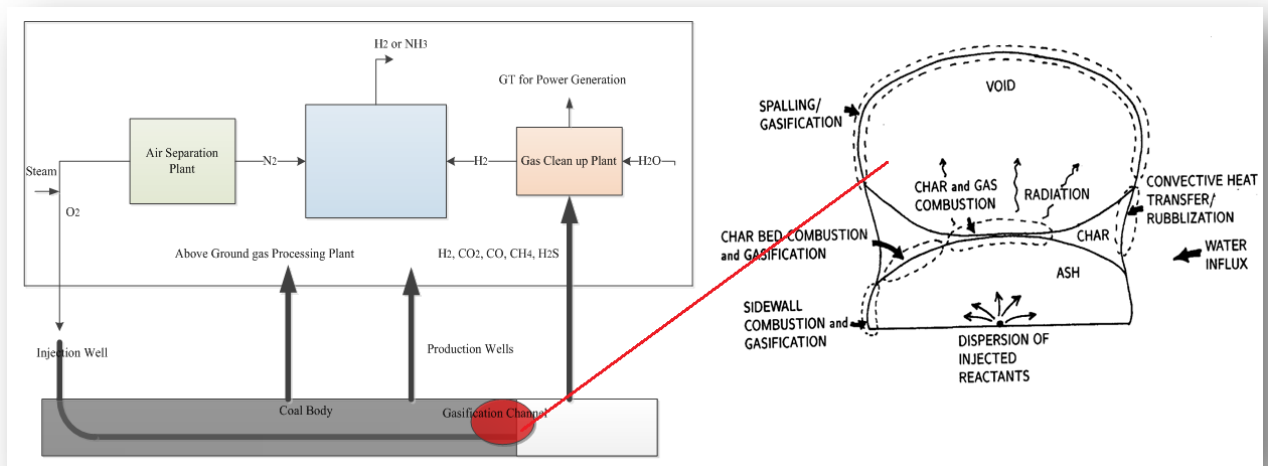 H2 or NH3
GT for Power Generation
Air Separation
Plant
N2
H2
Gas Clean up Plant
H2O
Steam
O2
Above Ground gas Processing Plant
H2, CO2, CO, CH4, H2S
Injection Well
Production Wells
Coal Body
Gasification Channel
VOID
SPALLING/
GASIFICATION
CHAR and GAS
COMBUSTION
RADIATION
CONVECTIVE HEAT
TRANSFER/
RUBBLIZATION
CHAR BED COMBUSTION
and GASIFICATION
CHAR
WATER
INFLUX
ASH
SIDEWALL
COMBUSTION and
GASIFICATION
DISPERSION OF
INJECTED
REACTANTS